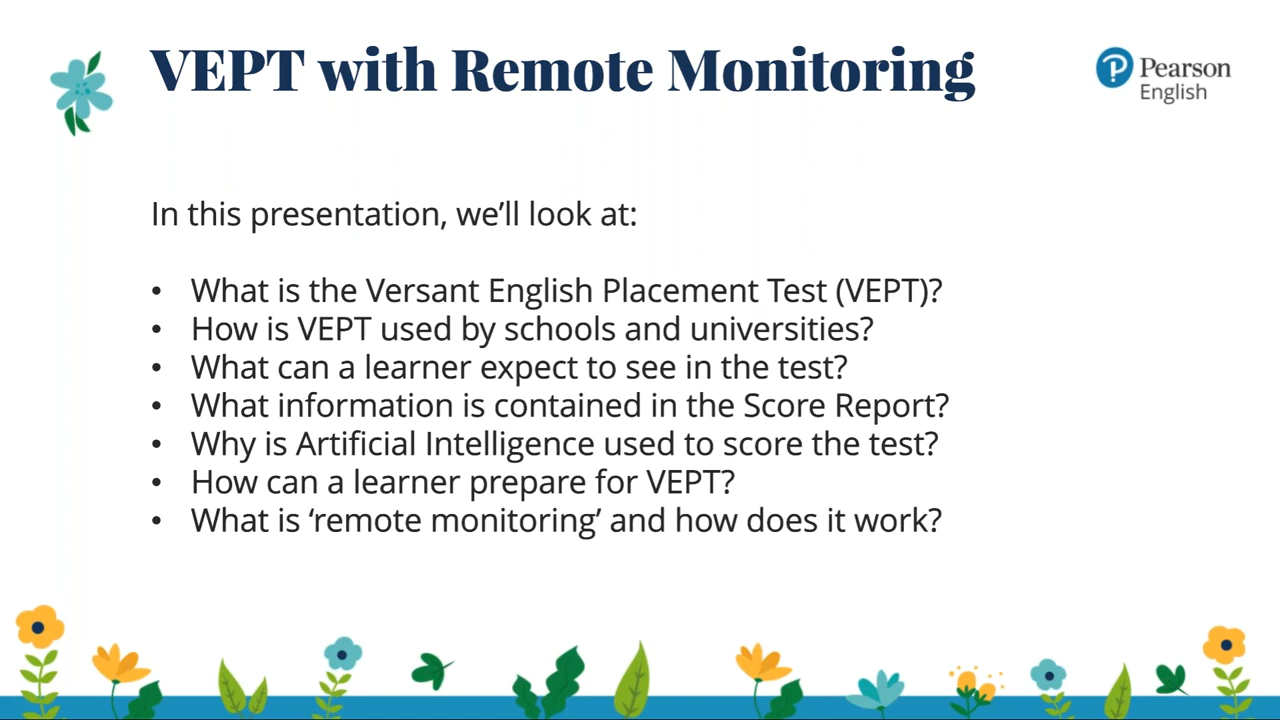 VEPT with Remote Monitoring
Pearson
English
In this presentation, we’ll look at:
• What is the Versant English Placement Test (VEPT)?
• How is VEPT used by schools and universities?
• What can a learner expect to see in the test?
• What information is contained in the Score Report?
• Why is Artificial Intelligence used to score the test?
• How can a learner prepare for VEPT?
• What is ‘remote monitoring’ and how does it work?